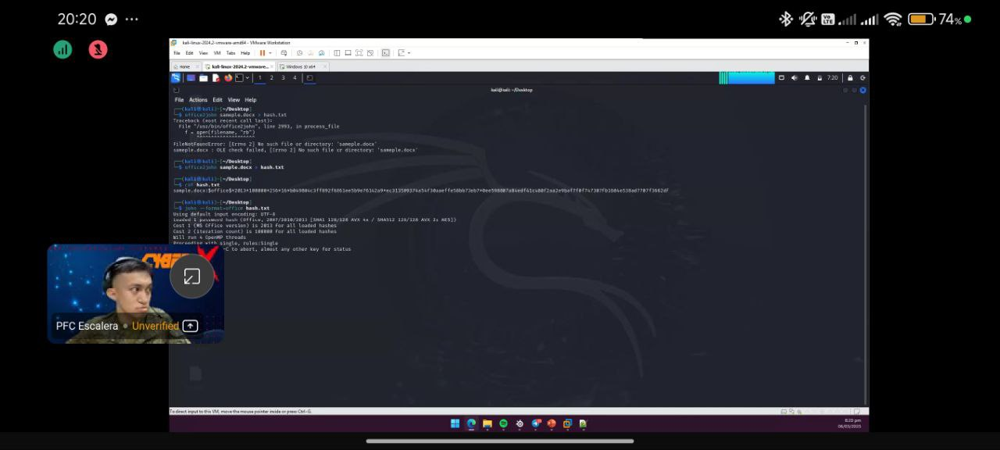 20:20
74%
kali-linux-2024.2-vmware-amd64 - VMware Workstation
File Edit View VM Tabs Help
Home kali-linux-2024.2-vmware... Windows 10 x64
1 2 3 4 7:20
kali@kali: ~/Desktop
File Actions Edit View Help
(kali㉿kali)-[~/Desktop]
$ office2john sameple.docx > hash.txt
Traceback (most recent call last):
File "/usr/bin/office2john", line 2993, in process_file
f = open(filename, "rb")
^^^^^^^^^^^^^^^^^^^^
FileNotFoundError: [Errno 2] No such file or directory: 'sameple.docx'
sameple.docx : OLE check failed, [Errno 2] No such file or directory: 'sameple.docx'
(kali㉿kali)-[~/Desktop]
$ office2john sample.docx > hash.txt
(kali㉿kali)-[~/Desktop]
$ cat hash.txt
sample.docx:$office$*2013*100000*256*16*
(kali㉿kali)-[~/Desktop]
$ john --format=office hash.txt
Using default input encoding: UTF-8
Loaded 1 password hash (Office, 2007/2010/2013 [SHA1 128/128 AVX 4x / SHA512 128/128 AVX 2x AES])
Cost 1 (MS Office version) is 2013 for all loaded hashes
Cost 2 (iteration count) is 100000 for all loaded hashes
Will run 4 OpenMP threads
Proceeding with single, rules:Single
-C to abort, almost any other key for status
CYBER
PFC Escalera • Unverified
To direct input to this VM, move the mouse pointer inside or press Ctrl+G.
8:20 pm
06/03/2025